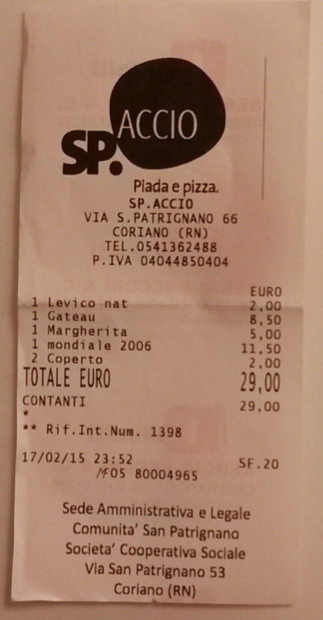 SP.ACCIO
Piada e pizza.
SP.ACCIO
VIA S.PATRIGNANO 66
CORIANO (RN)
TEL.0541362488
P.IVA 04044850404
EURO
1 Levico nat 2,00
1 Gateau 8,50
1 Margherita 5,00
1 mondiale 2006 11,50
2 Coperto 2,00
TOTALE EURO 29,00
CONTANTI 29,00
*
** Rif.Int.Num. 1398
17/02/15 23:52 SF.20
MF05 80004965
Sede Amministrativa e Legale
Comunita' San Patrignano
Societa' Cooperativa Sociale
Via San Patrignano 53
Coriano (RN)